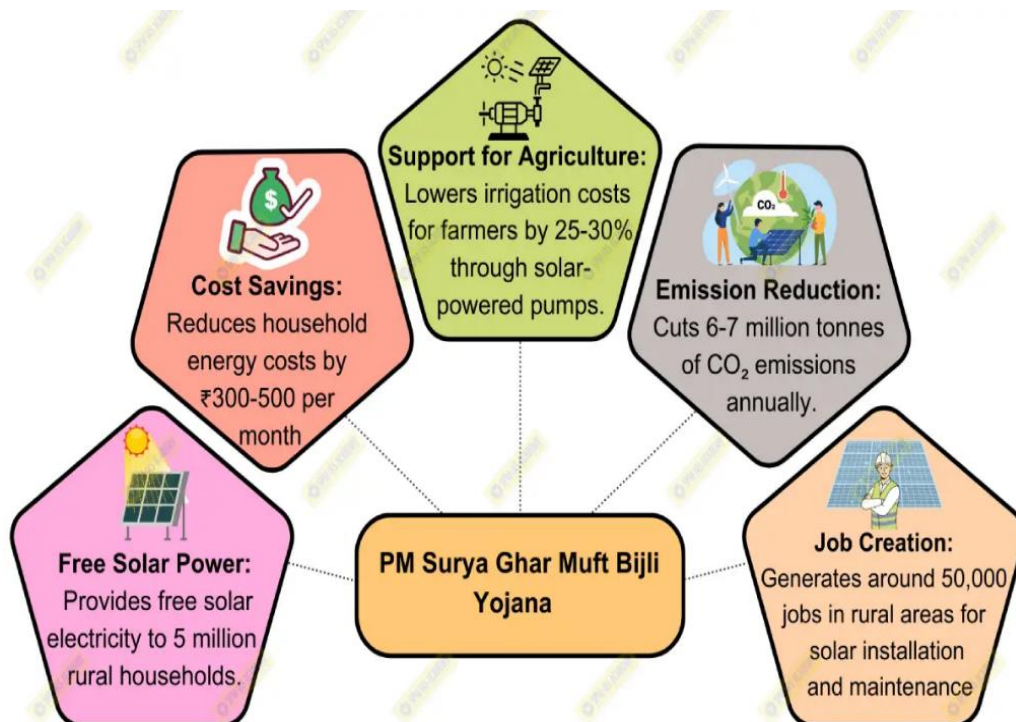 Support for Agriculture:
Lowers irrigation costs
for farmers by 25-30%
through solar-
powered pumps.
$
Cost Savings:
Reduces household
energy costs by
₹300-500 per
month
CO₂
Emission Reduction:
Cuts 6-7 million tonnes
of CO₂ emissions
annually.
Free Solar Power:
Provides free solar
electricity to 5 million
rural households.
PM Surya Ghar Muft Bijli
Yojana
Job Creation:
Generates around 50,000
jobs in rural areas for
solar installation
and maintenance